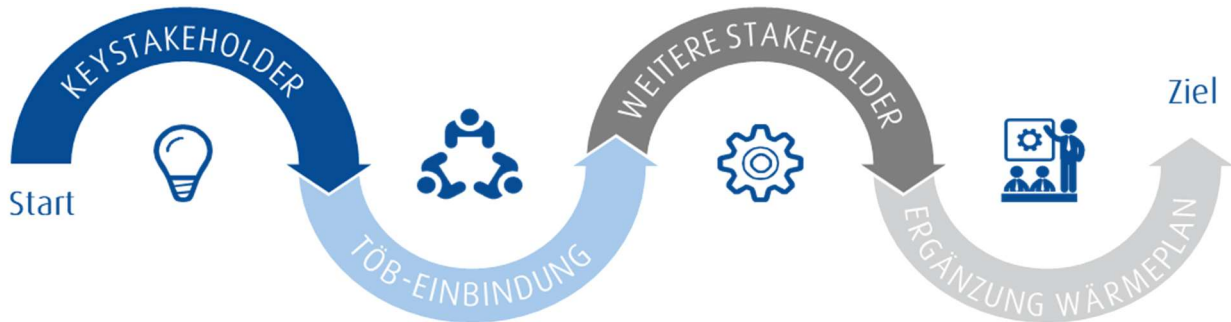 Start
KEYSTAKEHOLDER
TÖB-EINBINDUNG
WEITERE STAKEHOLDER
ERGÄNZUNG WÄRMEPLAN
Ziel